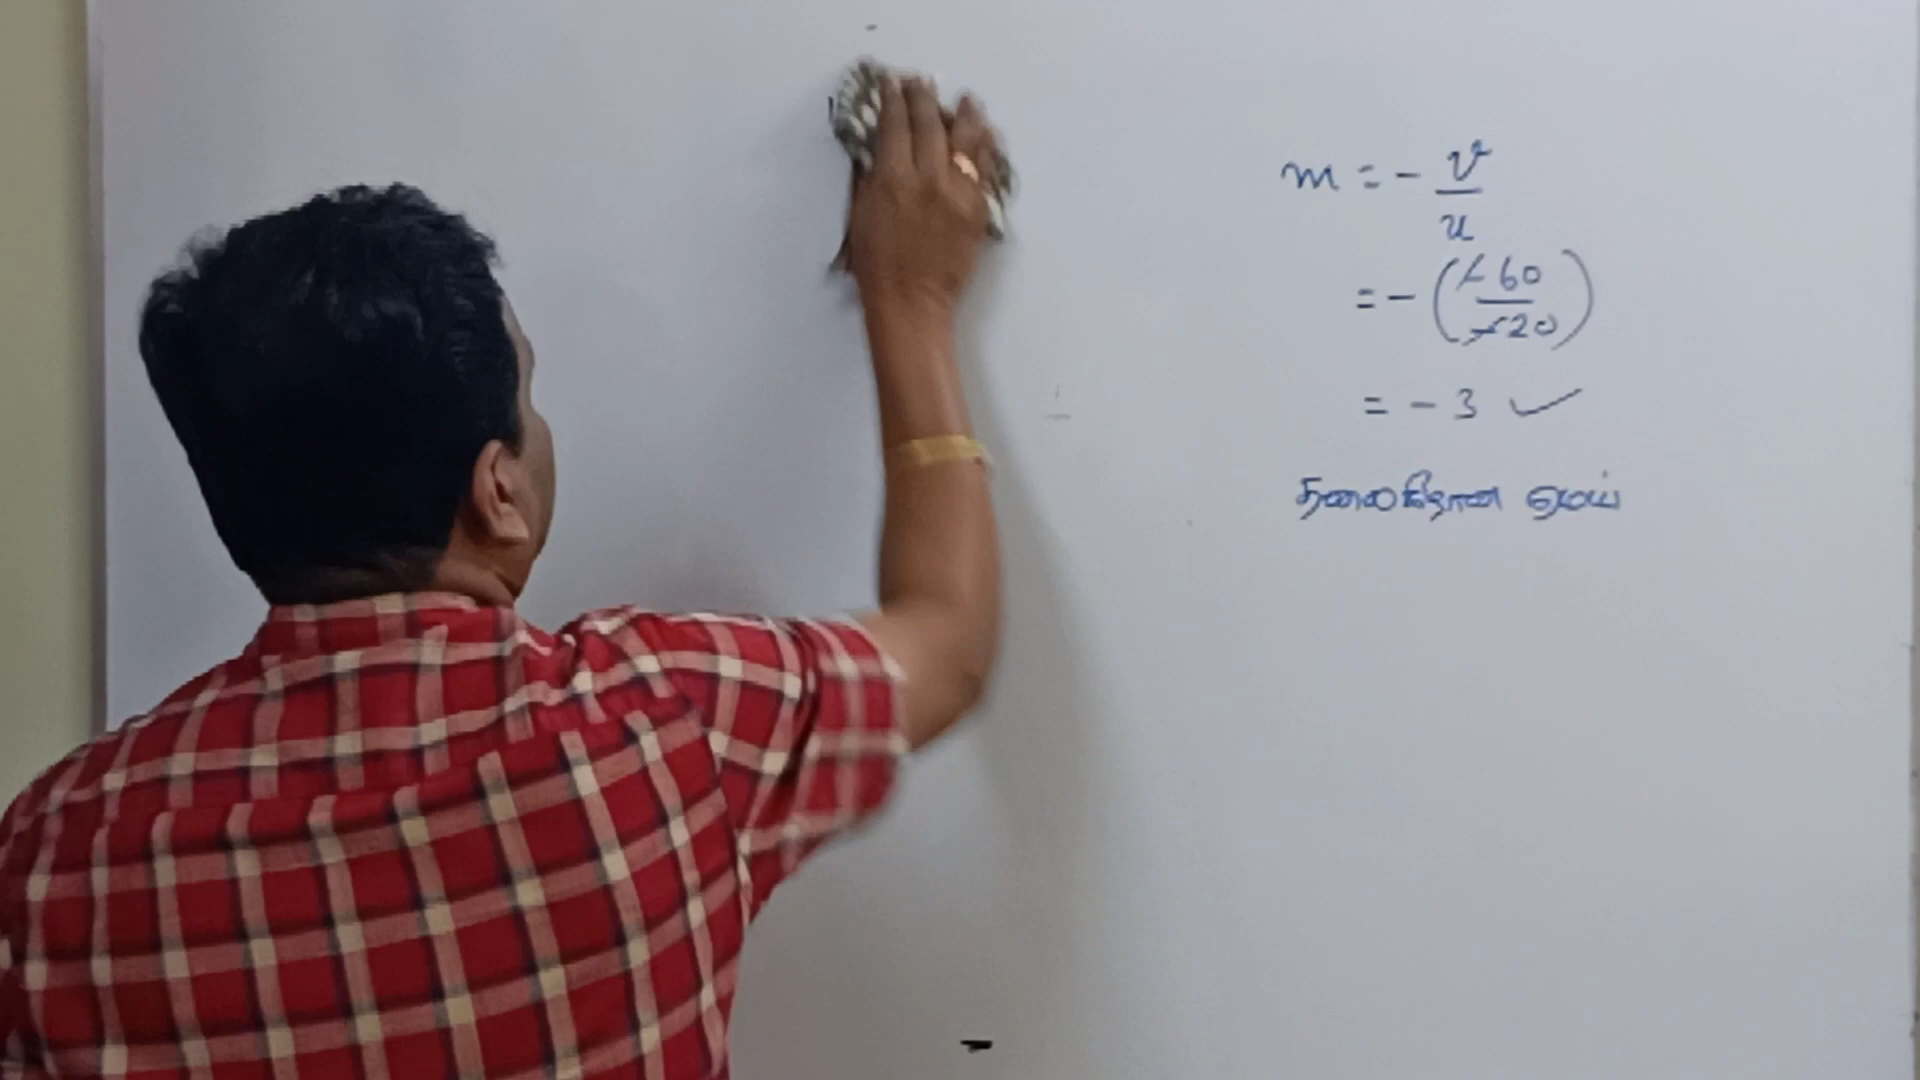 m = - v/u
= - (-60/-20)
= - 3 ✓
தலைகீழான மெய்